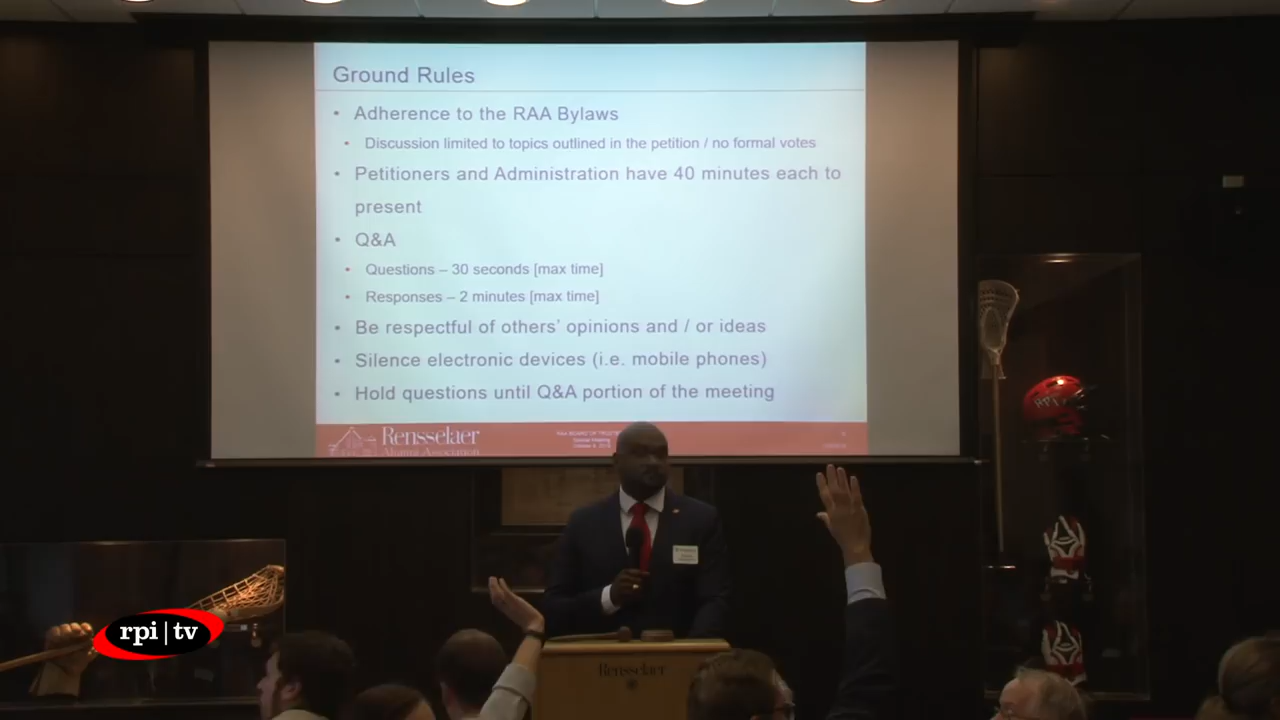 Ground Rules
• Adherence to the RAA Bylaws
• Discussion limited to topics outlined in the petition / no formal votes
• Petitioners and Administration have 40 minutes each to
present
• Q&A
• Questions – 30 seconds [max time]
• Responses – 2 minutes [max time]
• Be respectful of others' opinions and / or ideas
• Silence electronic devices (i.e. mobile phones)
• Hold questions until Q&A portion of the meeting
Rensselaer
Alumni Association
RPI
rpi|tv
Rensselaer